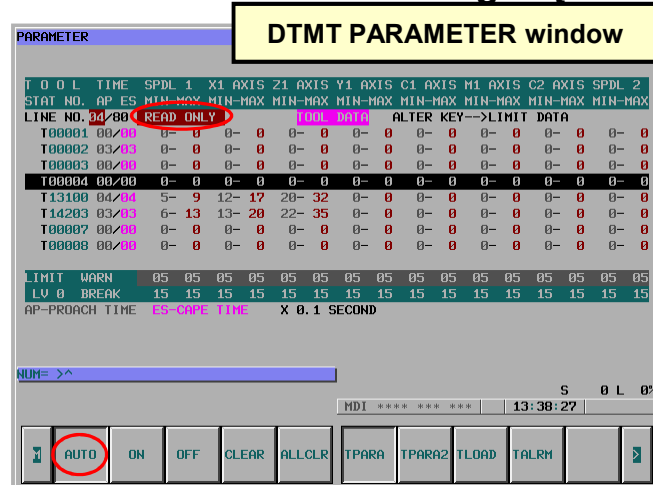 DTMT PARAMETER window
PARAMETER
T O O L TIME SPDL 1 X1 AXIS Z1 AXIS Y1 AXIS C1 AXIS M1 AXIS C2 AXIS SPDL 2
STAT NO. AP ES MIN-MAX MIN-MAX MIN-MAX MIN-MAX MIN-MAX MIN-MAX MIN-MAX MIN-MAX
LINE NO. 04/80 READ ONLY TOOL DATA ALTER KEY-->LIMIT DATA
T00001 00/00 0- 0 0- 0 0- 0 0- 0 0- 0 0- 0 0- 0 0- 0
T00002 03/03 0- 0 0- 0 0- 0 0- 0 0- 0 0- 0 0- 0 0- 0
T00003 00/00 0- 0 0- 0 0- 0 0- 0 0- 0 0- 0 0- 0 0- 0
T00004 00/00 0- 0 0- 0 0- 0 0- 0 0- 0 0- 0 0- 0 0- 0
T13100 04/04 5- 9 12- 17 20- 32 0- 0 0- 0 0- 0 0- 0 0- 0
T14203 03/03 6- 13 13- 20 22- 35 0- 0 0- 0 0- 0 0- 0 0- 0
T00007 00/00 0- 0 0- 0 0- 0 0- 0 0- 0 0- 0 0- 0 0- 0
T00008 00/00 0- 0 0- 0 0- 0 0- 0 0- 0 0- 0 0- 0 0- 0
LIMIT WARN 05 05 05 05 05 05 05 05 05 05 05 05 05 05 05 05
LV 0 BREAK 15 15 15 15 15 15 15 15 15 15 15 15 15 15 15 15
AP-PROACH TIME ES-CAPE TIME X 0.1 SECOND
NUM= >^
S 0 L 0%
MDI **** *** *** 13:38:27
M AUTO ON OFF CLEAR ALLCLR TPARA TPARA2 TLOAD TALRM >